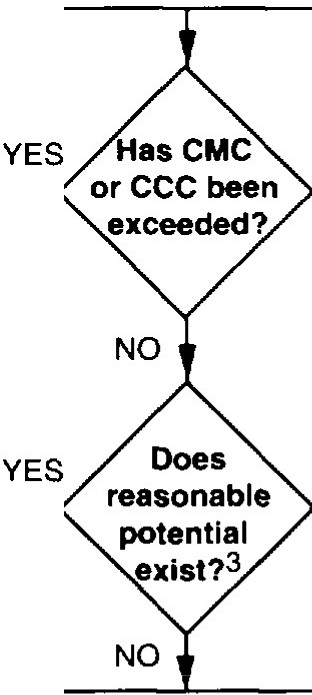 YES
Has CMC
or CCC been
exceeded?
NO
YES
Does
reasonable
potential
exist?3
NO